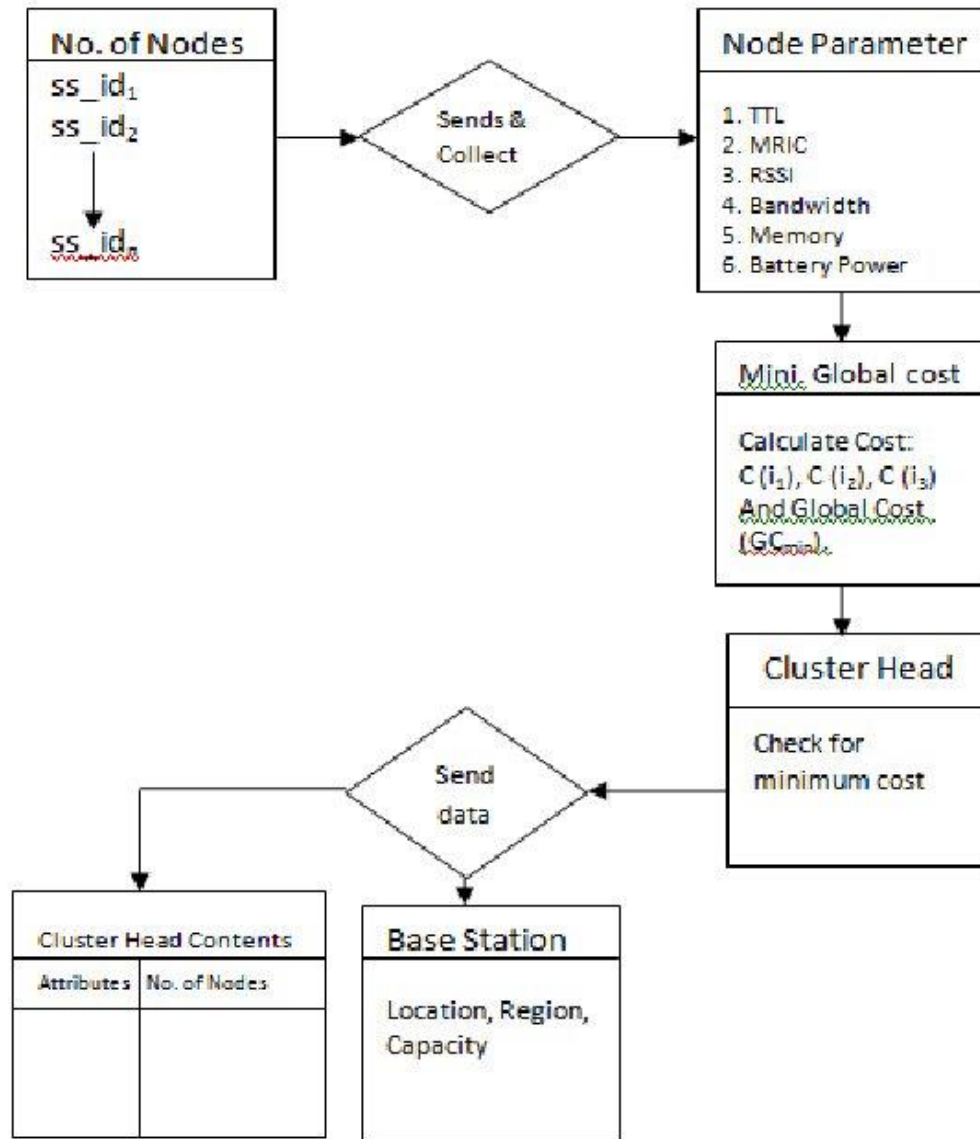 No. of Nodes
ss_id₁
ss_id₂
ss_idₙ
Sends &
Collect
Node Parameter
1. TTL
2. MRIC
3. RSSI
4. Bandwidth
5. Memory
6. Battery Power
Mini. Global cost
Calculate Cost:
C (i₁), C (i₂), C (i₃)
And Global Cost
(GCₘᵢₙ).
Cluster Head
Check for
minimum cost
Send
data
Cluster Head Contents
Attributes No. of Nodes
Base Station
Location, Region,
Capacity